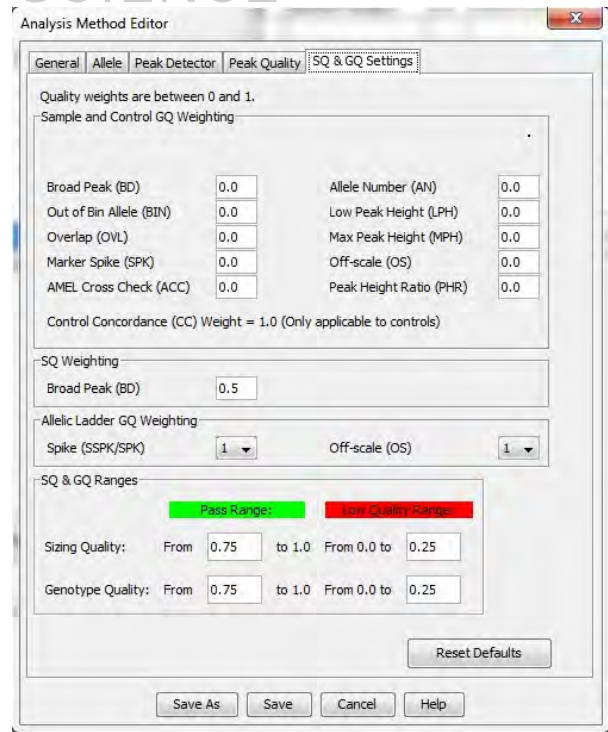 SCIENCE
Analysis Method Editor
General Allele Peak Detector Peak Quality SQ & GQ Settings
Quality weights are between 0 and 1.
Sample and Control GQ Weighting
Broad Peak (BD) 0.0 Allele Number (AN) 0.0
Out of Bin Allele (BIN) 0.0 Low Peak Height (LPH) 0.0
Overlap (OVL) 0.0 Max Peak Height (MPH) 0.0
Marker Spike (SPK) 0.0 Off-scale (OS) 0.0
AMEL Cross Check (ACC) 0.0 Peak Height Ratio (PHR) 0.0
Control Concordance (CC) Weight = 1.0 (Only applicable to controls)
SQ Weighting
Broad Peak (BD) 0.5
Allelic Ladder GQ Weighting
Spike (SSPK/SPK) 1 Off-scale (OS) 1
SQ & GQ Ranges
Pass Range: Low Quality Range:
Sizing Quality: From 0.75 to 1.0 From 0.0 to 0.25
Genotype Quality: From 0.75 to 1.0 From 0.0 to 0.25
Reset Defaults
Save As Save Cancel Help